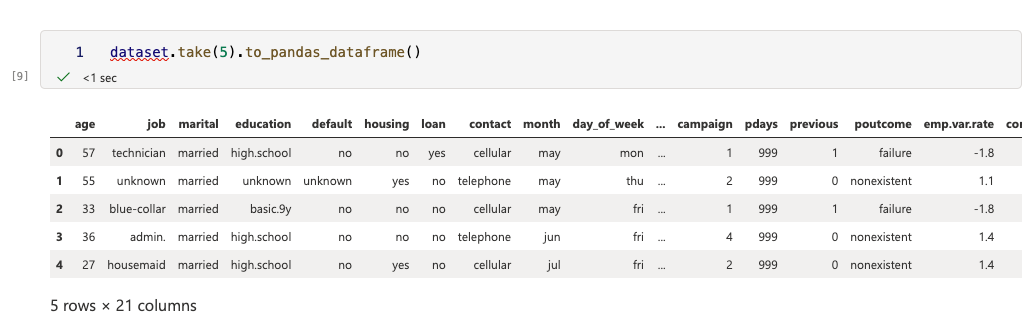 1 dataset.take(5).to_pandas_dataframe()
[9] <1 sec
age job marital education default housing loan contact month day_of_week ... campaign pdays previous poutcome emp.var.rate
0 57 technician married high.school no no yes cellular may mon ... 1 999 1 failure -1.8
1 55 unknown married unknown unknown yes no telephone may thu ... 2 999 0 nonexistent 1.1
2 33 blue-collar married basic.9y no no no cellular may fri ... 1 999 1 failure -1.8
3 36 admin. married high.school no no no telephone jun fri ... 4 999 0 nonexistent 1.4
4 27 housemaid married high.school no yes no cellular jul fri ... 2 999 0 nonexistent 1.4
5 rows × 21 columns